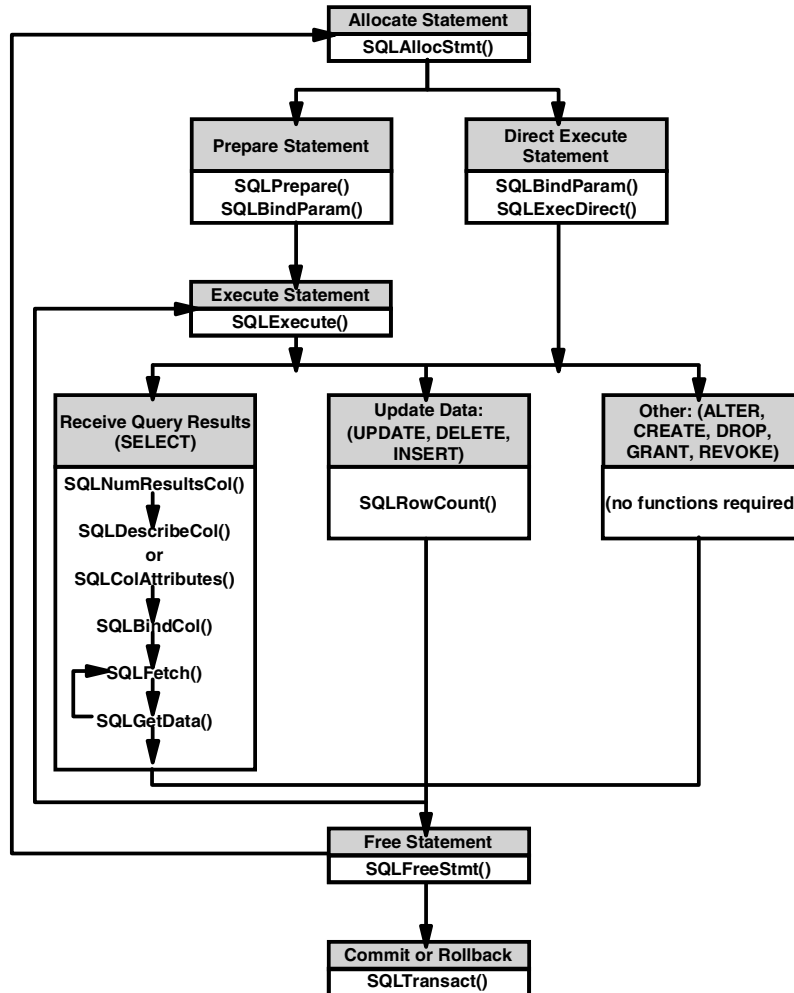 Allocate Statement
SQLAllocStmt()
Prepare Statement
SQLPrepare()
SQLBindParam()
Direct Execute
Statement
SQLBindParam()
SQLExecDirect()
Execute Statement
SQLExecute()
Receive Query Results
(SELECT)
SQLNumResultsCol()
SQLDescribeCol()
or
SQLColAttributes()
SQLBindCol()
SQLFetch()
SQLGetData()
Update Data:
(UPDATE, DELETE,
INSERT)
SQLRowCount()
Other: (ALTER,
CREATE, DROP,
GRANT, REVOKE)
(no functions required
Free Statement
SQLFreeStmt()
Commit or Rollback
SQLTransact()